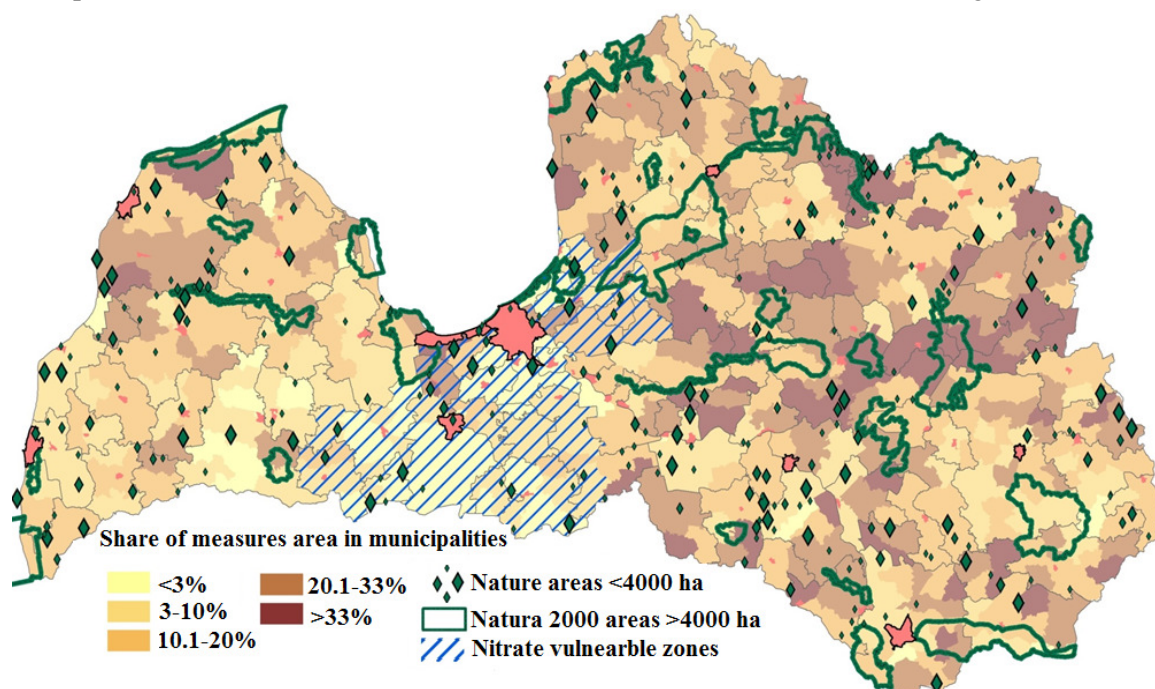 Share of measures area in municipalities
<3%
3-10%
10.1-20%
20.1-33%
>33%
Nature areas <4000 ha
Natura 2000 areas >4000 ha
Nitrate vulnearble zones